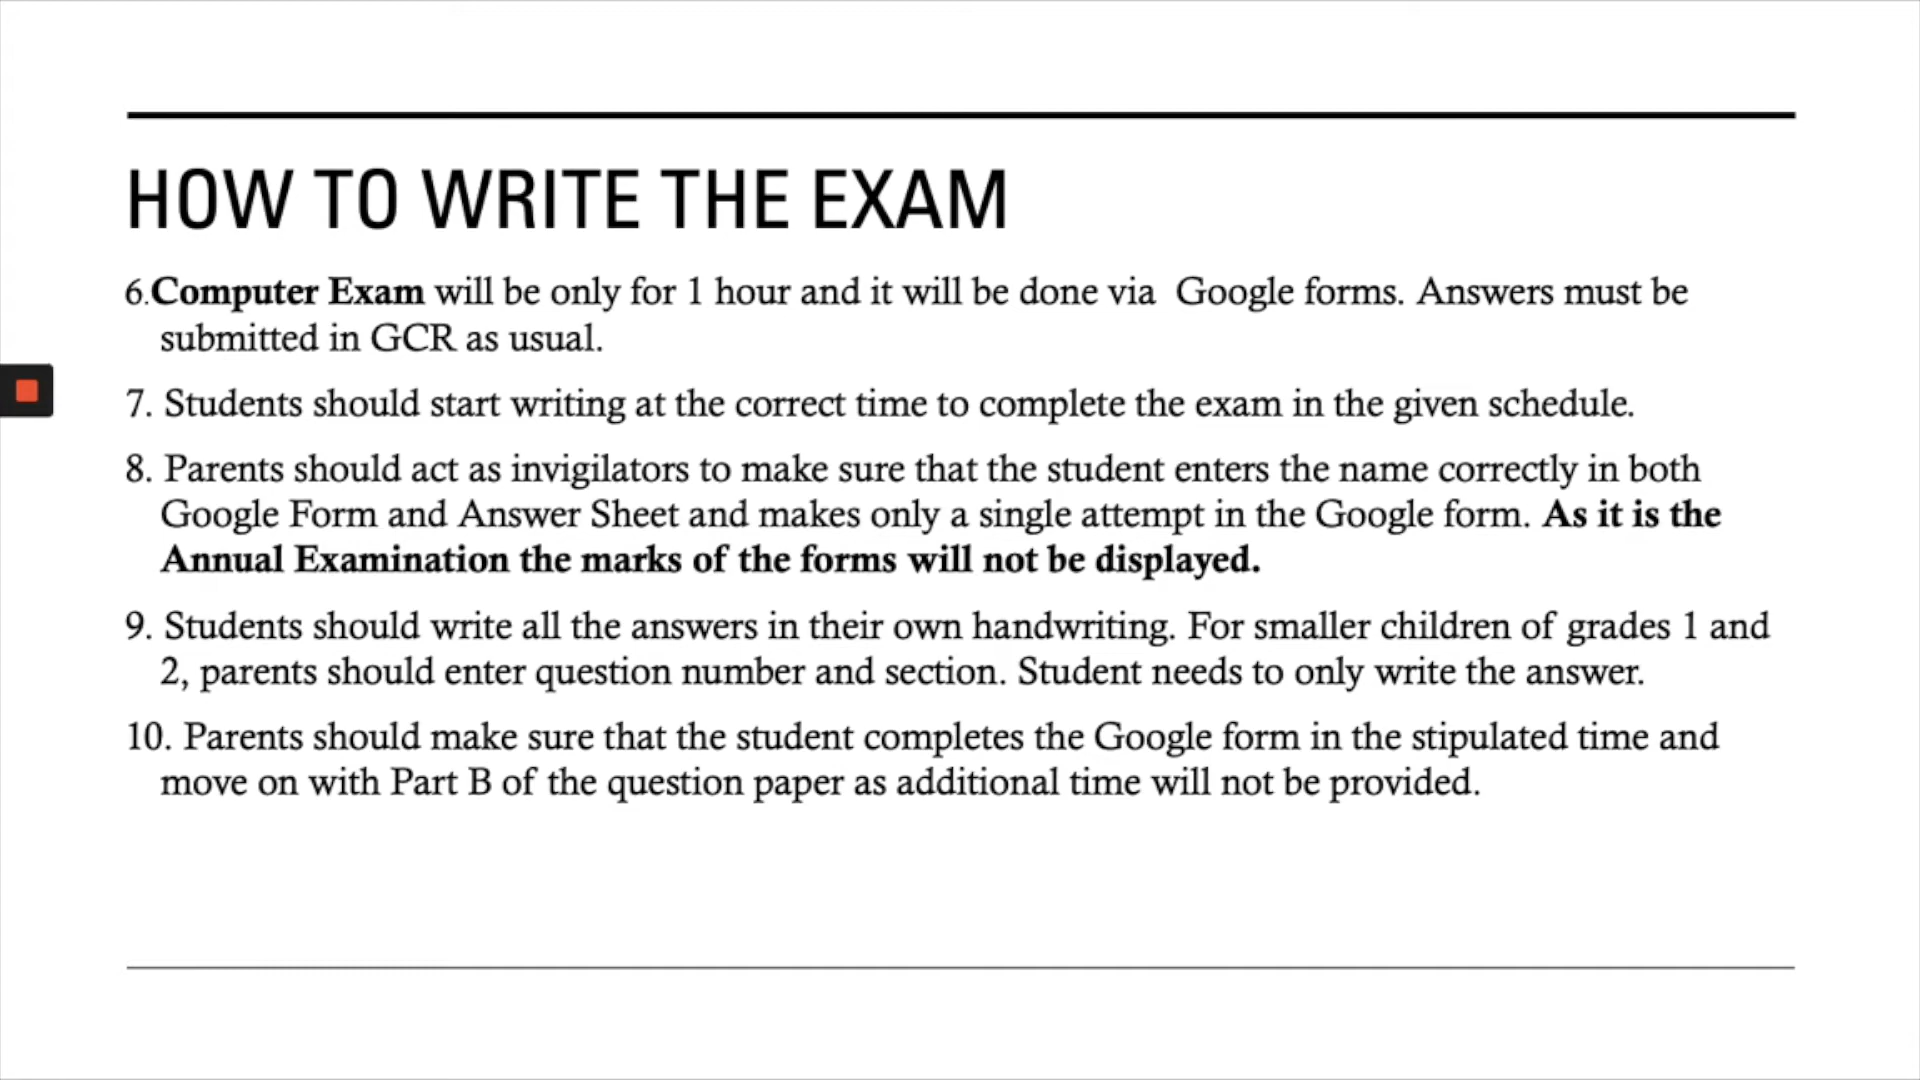 HOW TO WRITE THE EXAM
6.Computer Exam will be only for 1 hour and it will be done via  Google forms. Answers must be
submitted in GCR as usual.
7. Students should start writing at the correct time to complete the exam in the given schedule.
8. Parents should act as invigilators to make sure that the student enters the name correctly in both
Google Form and Answer Sheet and makes only a single attempt in the Google form. As it is the
Annual Examination the marks of the forms will not be displayed.
9. Students should write all the answers in their own handwriting. For smaller children of grades 1 and
2, parents should enter question number and section. Student needs to only write the answer.
10. Parents should make sure that the student completes the Google form in the stipulated time and
move on with Part B of the question paper as additional time will not be provided.